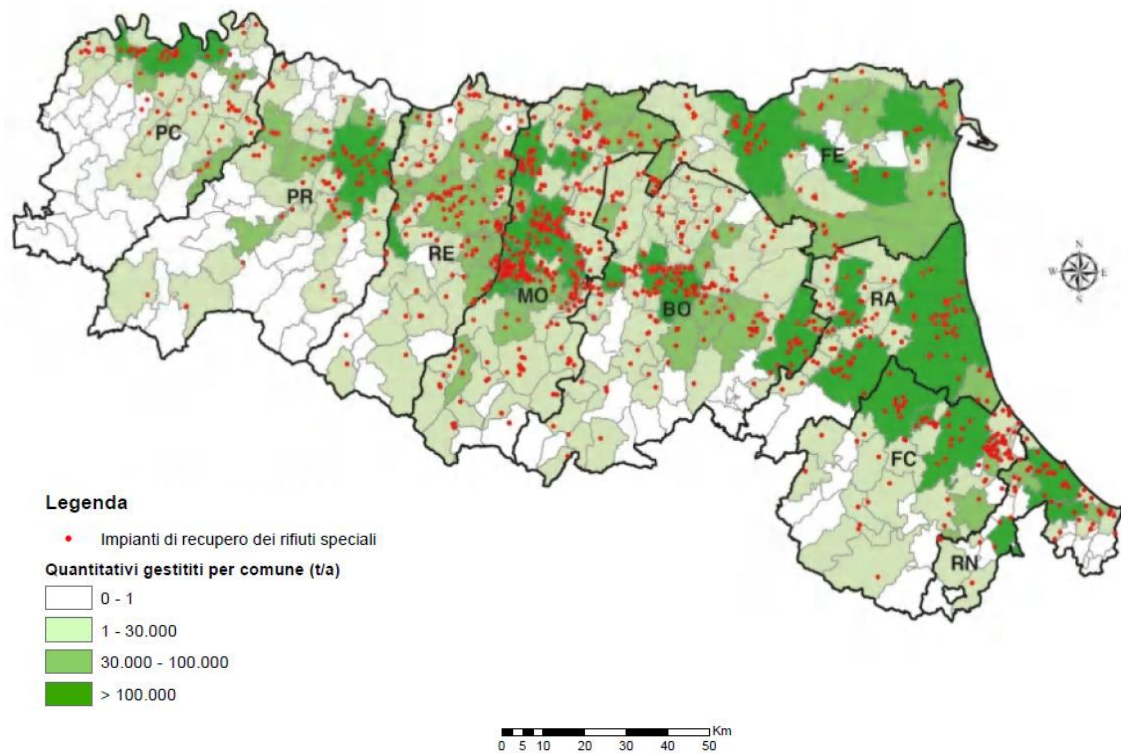 PC
PR
RE
MO
BO
FE
RA
FC
RN
N
W E
S
Legenda
Impianti di recupero dei rifiuti speciali
Quantitativi gestititi per comune (t/a)
0 - 1
1 - 30.000
30.000 - 100.000
> 100.000
Km
0 5 10 20 30 40 50